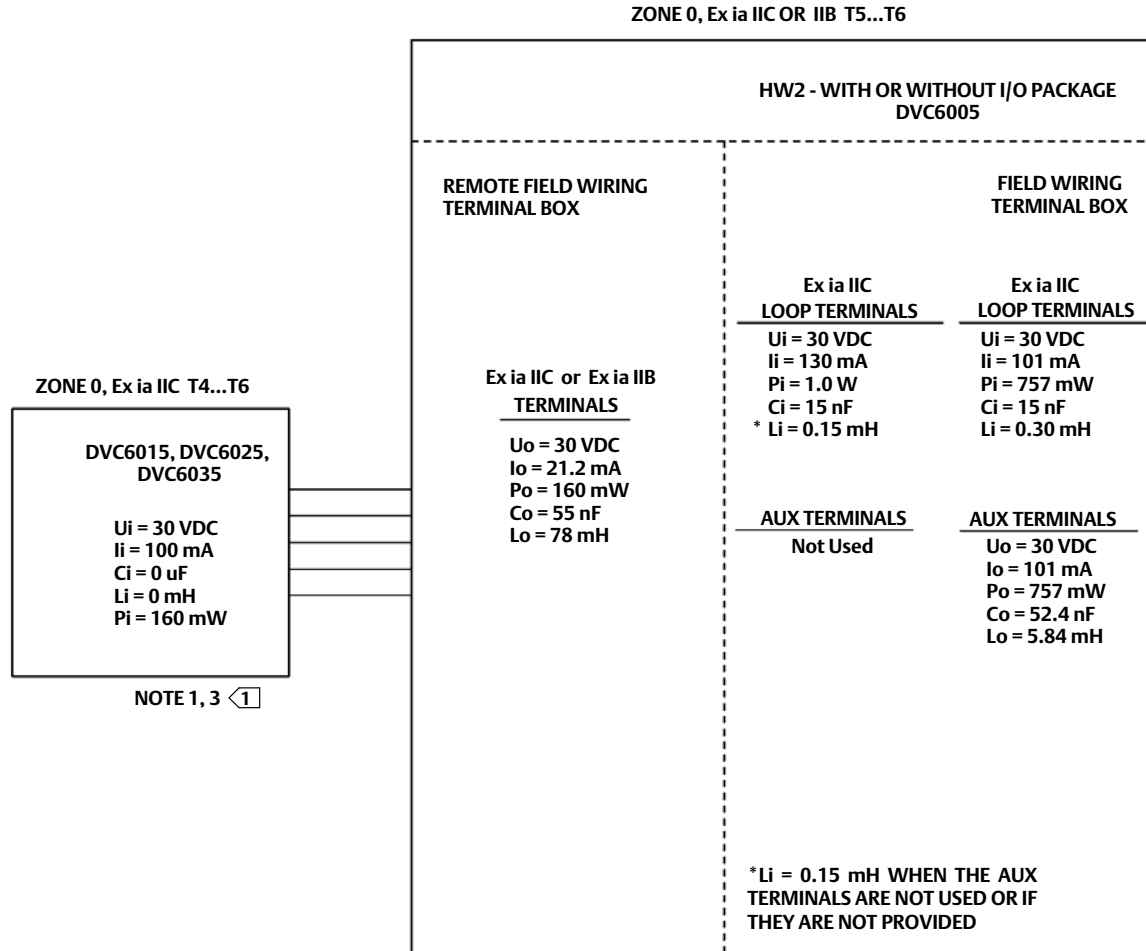 ZONE 0, Ex ia IIC OR IIB T5...T6
HW2 - WITH OR WITHOUT I/O PACKAGE
DVC6005
REMOTE FIELD WIRING
TERMINAL BOX
FIELD WIRING
TERMINAL BOX
ZONE 0, Ex ia IIC T4...T6
DVC6015, DVC6025,
DVC6035
Ui = 30 VDC
Ii = 100 mA
Ci = 0 uF
Li = 0 mH
Pi = 160 mW
NOTE 1, 3 1
Ex ia IIC or Ex ia IIB
TERMINALS
Uo = 30 VDC
Io = 21.2 mA
Po = 160 mW
Co = 55 nF
Lo = 78 mH
Ex ia IIC
LOOP TERMINALS
Ui = 30 VDC
Ii = 130 mA
Pi = 1.0 W
Ci = 15 nF
* Li = 0.15 mH
AUX TERMINALS
Not Used
Ex ia IIC
LOOP TERMINALS
Ui = 30 VDC
Ii = 101 mA
Pi = 757 mW
Ci = 15 nF
Li = 0.30 mH
AUX TERMINALS
Uo = 30 VDC
Io = 101 mA
Po = 757 mW
Co = 52.4 nF
Lo = 5.84 mH
*Li = 0.15 mH WHEN THE AUX
TERMINALS ARE NOT USED OR IF
THEY ARE NOT PROVIDED